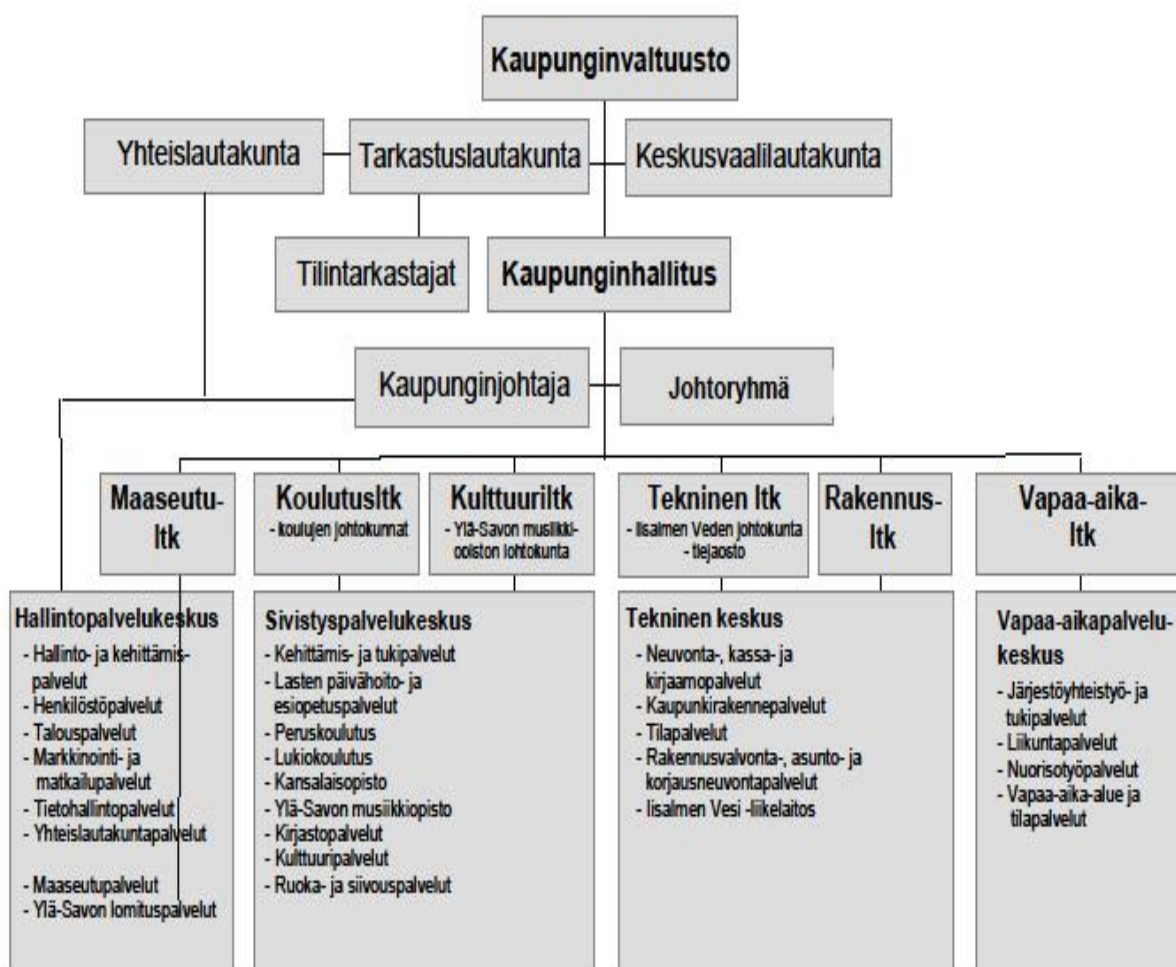 Kaupunginvaltuusto
Yhteislautakunta
Tarkastuslautakunta
Keskusvaalilautakunta
Tilintarkastajat
Kaupunginhallitus
Kaupunginjohtaja
Johtoryhmä
Maaseutu-
ltk
Koulutusltk
- koulujen johtokunnat
Kulttuuriltk
- Ylä-Savon musiikki-
opiston johtokunta
Tekninen ltk
- Iisalmen Veden johtokunta
- tiejaosto
Rakennus-
ltk
Vapaa-aika-
ltk
Hallintopalvelukeskus
- Hallinto- ja kehittämis-
palvelut
- Henkilöstöpalvelut
- Talouspalvelut
- Markkinointi- ja
matkailupalvelut
- Tietohallintopalvelut
- Yhteislautakuntapalvelut
- Maaseutupalvelut
- Ylä-Savon lomituspalvelut
Sivistyspalvelukeskus
- Kehittämis- ja tukipalvelut
- Lasten päivähoito- ja
esiopetuspalvelut
- Peruskoulutus
- Lukiokoulutus
- Kansalaisopisto
- Ylä-Savon musiikkiopisto
- Kirjastopalvelut
- Kulttuuripalvelut
- Ruoka- ja siivouspalvelut
Tekninen keskus
- Neuvonta-, kassa- ja
kirjaamopalvelut
- Kaupunkirakennepalvelut
- Tilapalvelut
- Rakennusvalvonta-, asunto- ja
korjausneuvontapalvelut
- Iisalmen Vesi -liikelaitos
Vapaa-aikapalvelu-
keskus
- Järjestöyhteistyö- ja
tukipalvelut
- Liikuntapalvelut
- Nuorisotyöpalvelut
- Vapaa-aika-alue ja
tilapalvelut